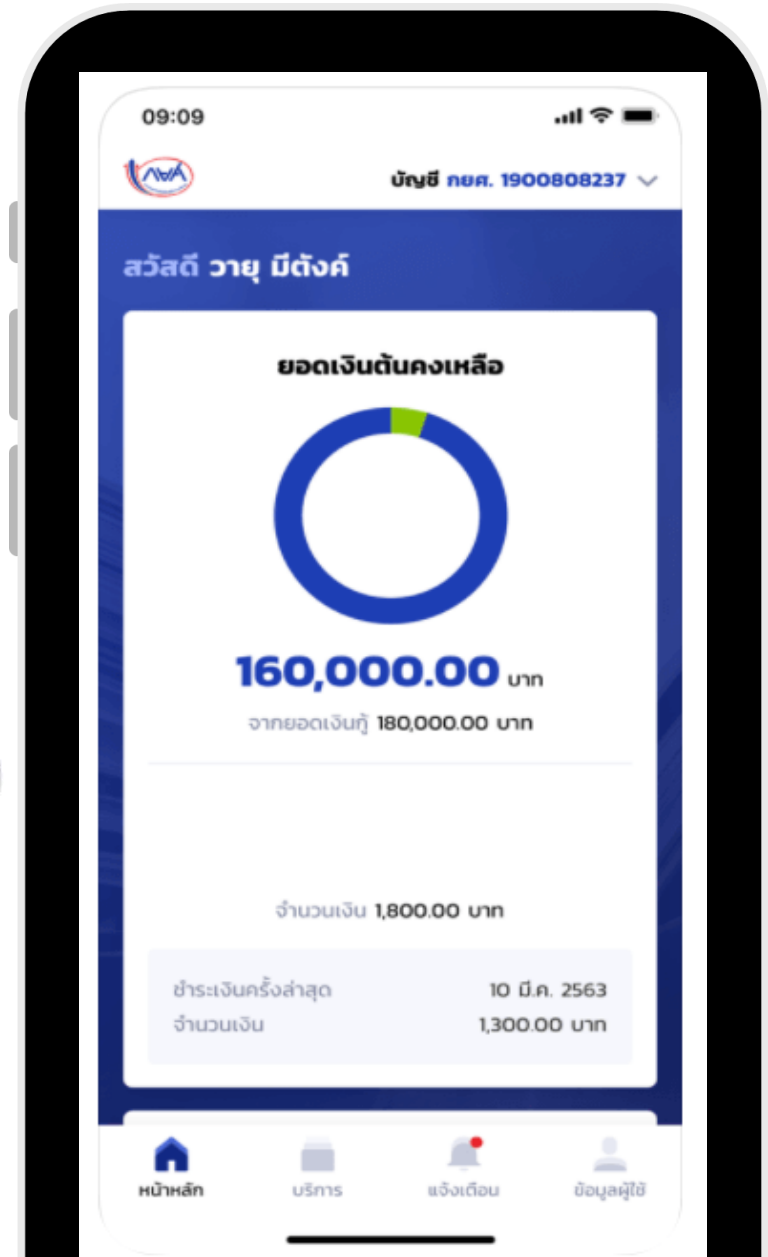 09:09
กยศ
บัญชี กยศ. 1900808237
สวัสดี วายุ มีตังค์
ยอดเงินต้นคงเหลือ
160,000.00 บาท
จากยอดเงินกู้ 180,000.00 บาท
จำนวนเงิน 1,800.00 บาท
ชำระเงินครั้งล่าสุด 10 มี.ค. 2563
จำนวนเงิน 1,300.00 บาท
หน้าหลัก บริการ แจ้งเตือน ข้อมูลผู้ใช้